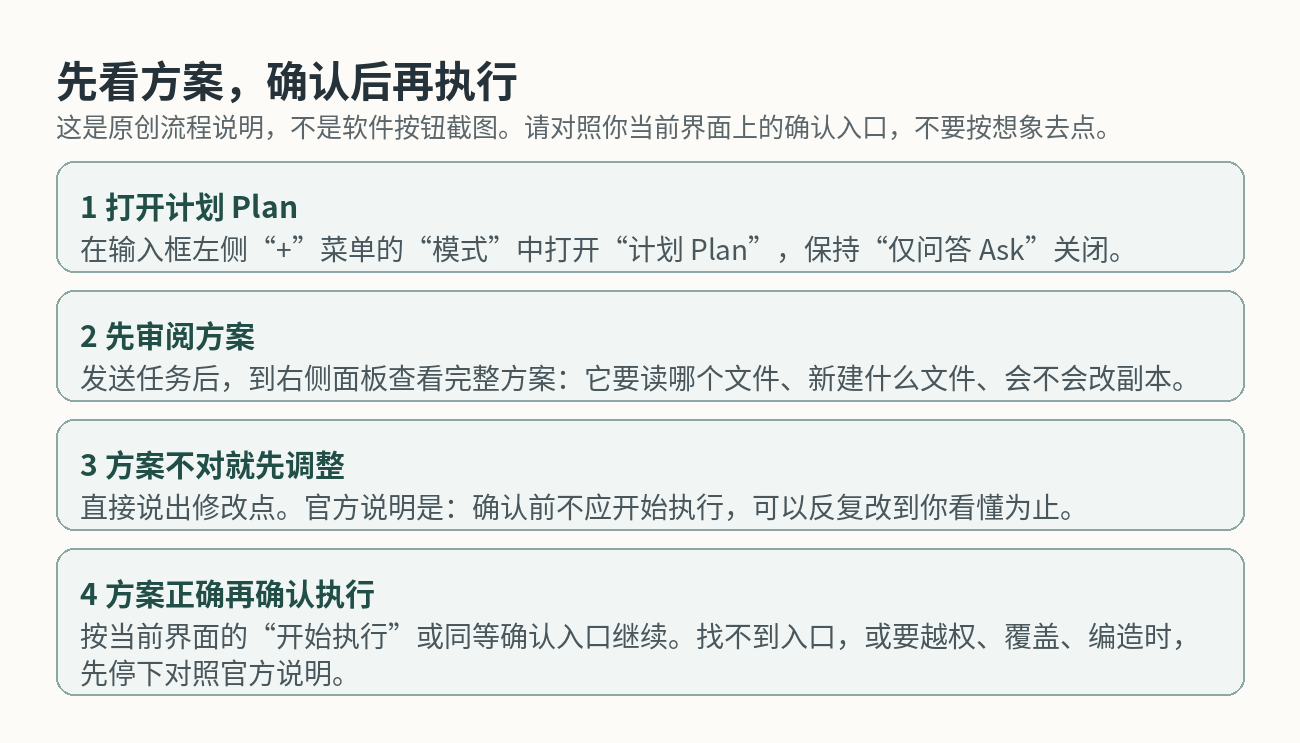 先看方案，确认后再执行
这是原创流程说明，不是软件按钮截图。请对照你当前界面上的确认入口，不要按想象去点。
1 打开计划 Plan
在输入框左侧“+”菜单的“模式”中打开“计划 Plan”，保持“仅问答 Ask”关闭。
2 先审阅方案
发送任务后，到右侧面板查看完整方案：它要读哪个文件、新建什么文件、会不会改副本。
3 方案不对就先调整
直接说出修改点。官方说明是：确认前不应开始执行，可以反复改到你看懂为止。
4 方案正确再确认执行
按当前界面的“开始执行”或同等确认入口继续。找不到入口，或要越权、覆盖、编造时，
先停下对照官方说明。